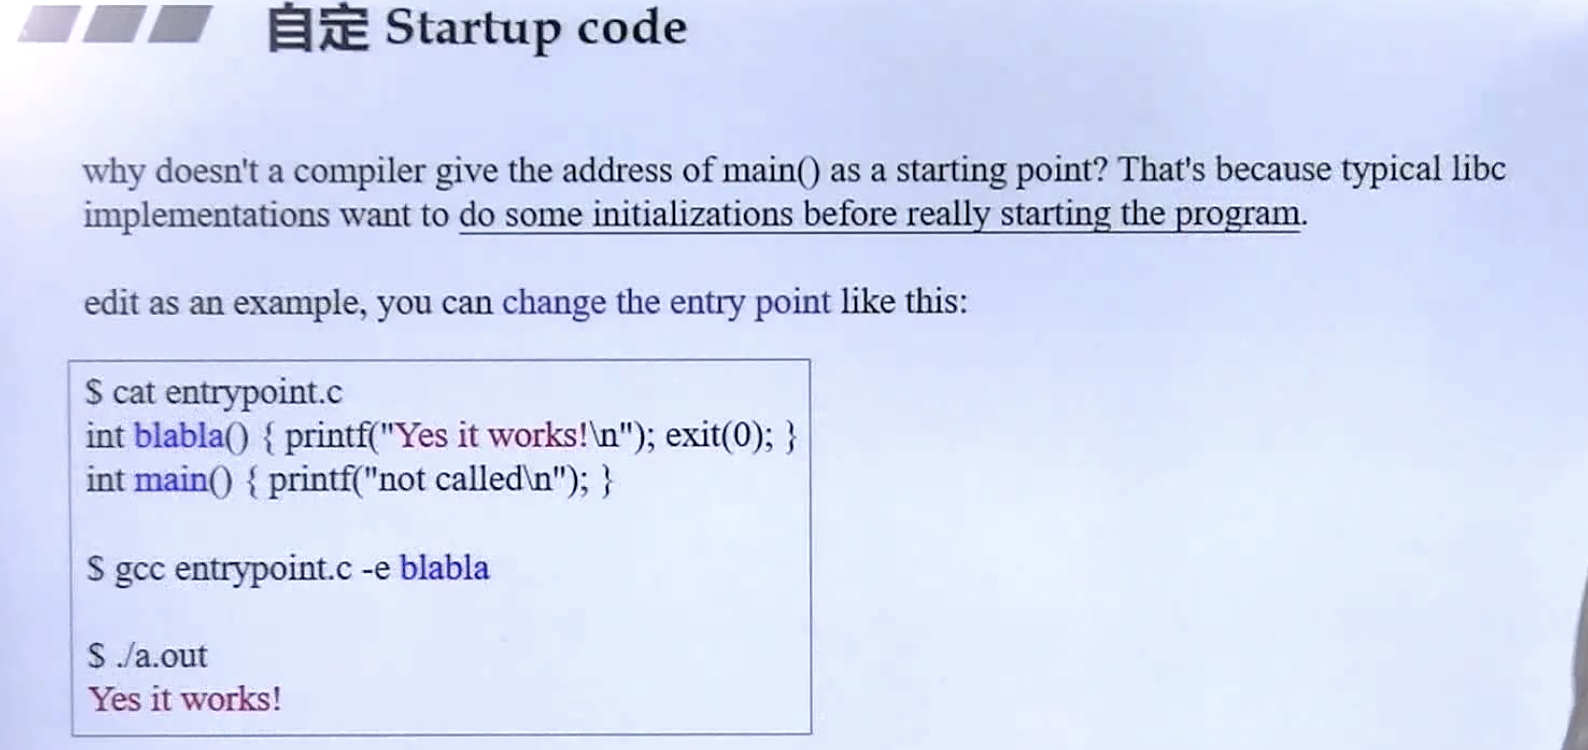 自定 Startup code
why doesn't a compiler give the address of main() as a starting point? That's because typical libc
implementations want to do some initializations before really starting the program.
edit as an example, you can change the entry point like this:
$ cat entrypoint.c
int blabla() { printf("Yes it works!\n"); exit(0); }
int main() { printf("not called\n"); }
$ gcc entrypoint.c -e blabla
$ ./a.out
Yes it works!